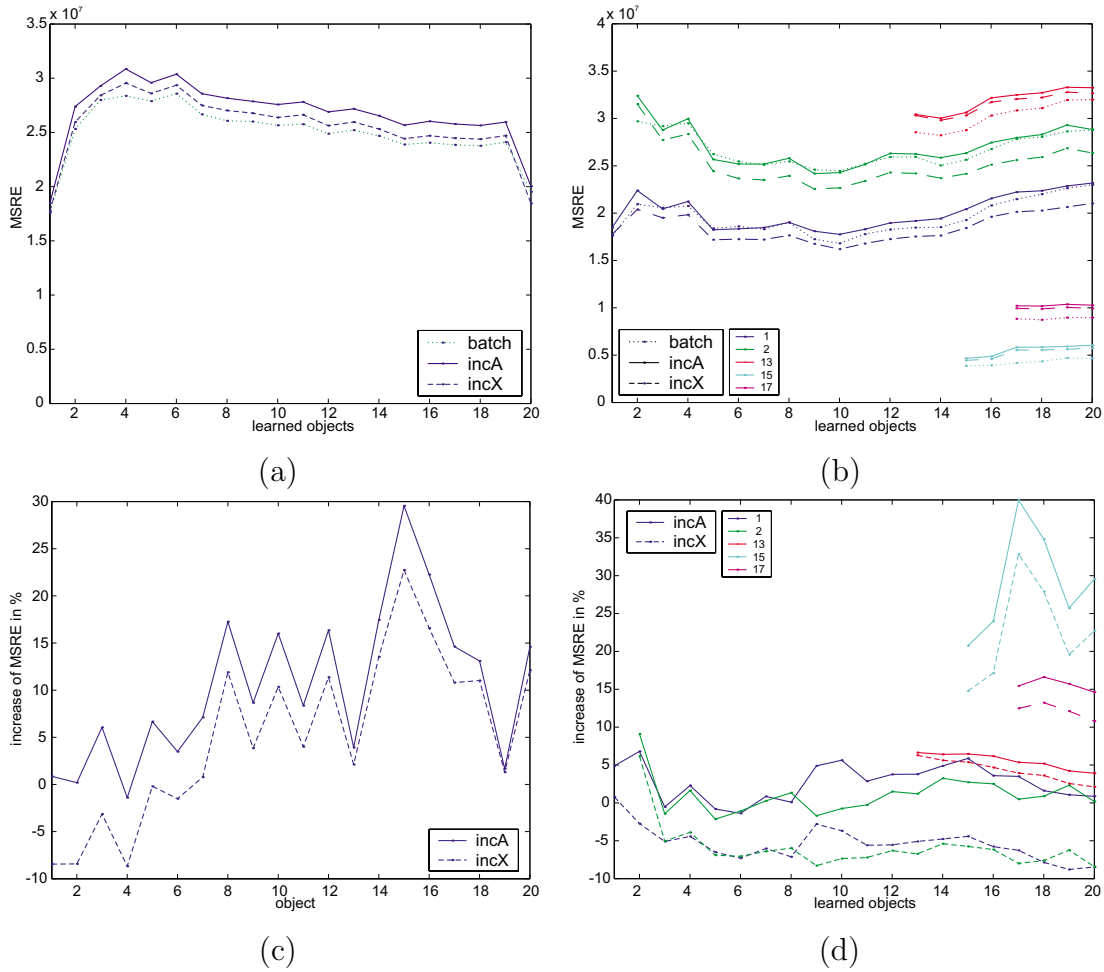 x 10⁷
3.5
3
2.5
2
1.5
1
0.5
0
MSRE
batch
incA
incX
2 4 6 8 10 12 14 16 18 20
learned objects
(a)
x 10⁷
4
3.5
3
2.5
2
1.5
1
0.5
0
MSRE
batch
incA
incX
1
2
13
15
17
2 4 6 8 10 12 14 16 18 20
learned objects
(b)
30
25
20
15
10
5
0
-5
-10
increase of MSRE in %
incA
incX
2 4 6 8 10 12 14 16 18 20
object
(c)
40
35
30
25
20
15
10
5
0
-5
-10
increase of MSRE in %
incA
incX
1
2
13
15
17
2 4 6 8 10 12 14 16 18 20
learned objects
(d)